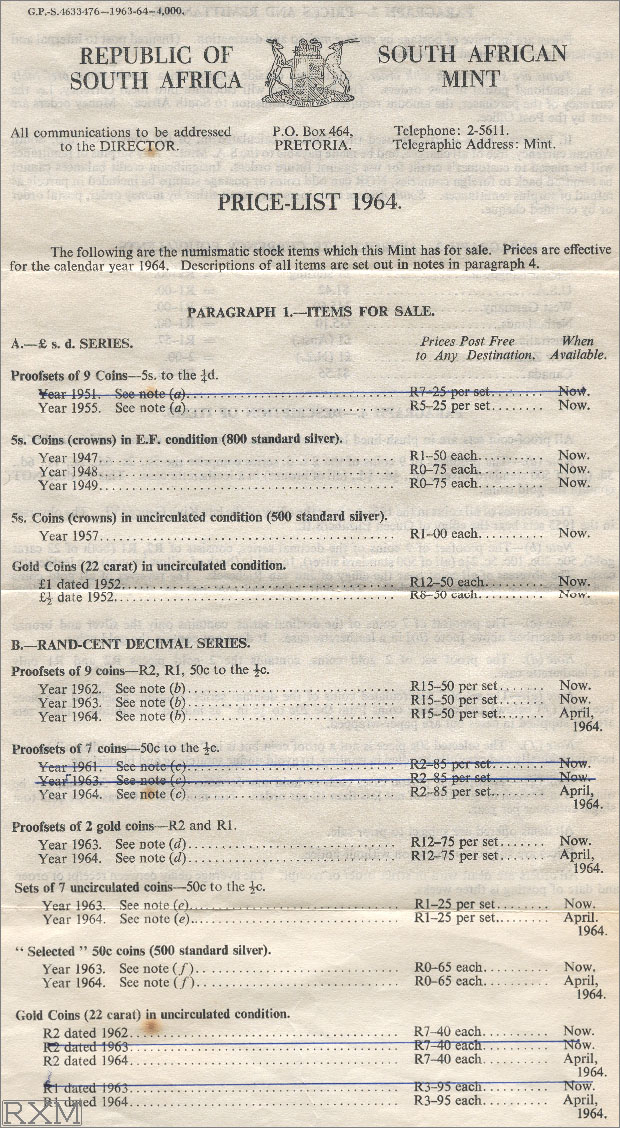 G.P.-S.4633476—1963-64—4,000.
REPUBLIC OF SOUTH AFRICA
SOUTH AFRICAN MINT
All communications to be addressed to the DIRECTOR.
P.O. Box 464, PRETORIA.
Telephone: 2-5611.
Telegraphic Address: Mint.
PRICE-LIST 1964.
The following are the numismatic stock items which this Mint has for sale. Prices are effective
for the calendar year 1964. Descriptions of all items are set out in notes in paragraph 4.
PARAGRAPH 1.—ITEMS FOR SALE.
A.—£ s. d. SERIES. Prices Post Free to Any Destination. When Available.
Proofsets of 9 Coins—5s. to the ¼d.
Year 1951. See note (a) R7-25 per set Now.
Year 1955. See note (a) R5-25 per set Now.
5s. Coins (crowns) in E.F. condition (800 standard silver).
Year 1947 R1-50 each Now.
Year 1948 R0-75 each Now.
Year 1949 R0-75 each Now.
5s. Coins (crowns) in uncirculated condition (500 standard silver).
Year 1957 R1-00 each Now.
Gold Coins (22 carat) in uncirculated condition.
£1 dated 1952 R12-50 each Now.
£½ date 1952 R8-50 each Now.
B.—RAND-CENT DECIMAL SERIES.
Proofsets of 9 coins—R2, R1, 50c to the ½c.
Year 1962. See note (b) R15-50 per set Now.
Year 1963. See note (b) R15-50 per set Now.
Year 1964. See note (b) R15-50 per set April, 1964.
Proofsets of 7 coins—50c to the ½c.
Year 1961. See note (c) R2-85 per set Now.
Year 1963. See note (c) R2-85 per set Now.
Year 1964. See note (c) R2-85 per set April, 1964.
Proofsets of 2 gold coins—R2 and R1.
Year 1963. See note (d) R12-75 per set Now.
Year 1964. See note (d) R12-75 per set April, 1964.
Sets of 7 uncirculated coins—50c to the ½c.
Year 1963. See note (e) R1-25 per set Now.
Year 1964. See note (e) R1-25 per set April. 1964.
" Selected " 50c coins (500 standard silver).
Year 1963. See note (f) R0-65 each Now.
Year 1964. See note (f) R0-65 each April, 1964.
Gold Coins (22 carat) in uncirculated condition.
R2 dated 1962 R7-40 each Now.
R2 dated 1963 R7-40 each Now.
R2 dated 1964 R7-40 each April, 1964.
R1 dated 1963 R3-95 each Now.
R1 dated 1964 R3-95 each April, 1964.
RXM